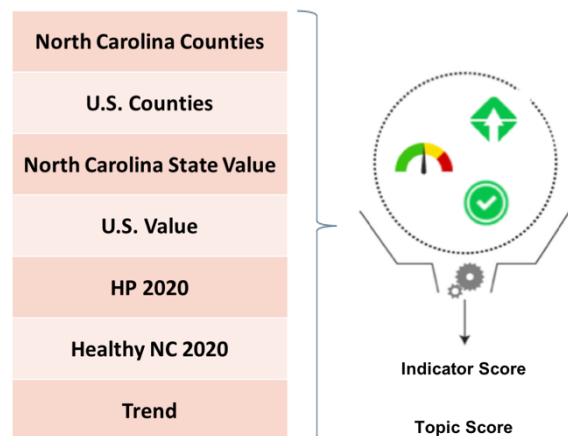 North Carolina Counties
U.S. Counties
North Carolina State Value
U.S. Value
HP 2020
Healthy NC 2020
Trend
Indicator Score
Topic Score